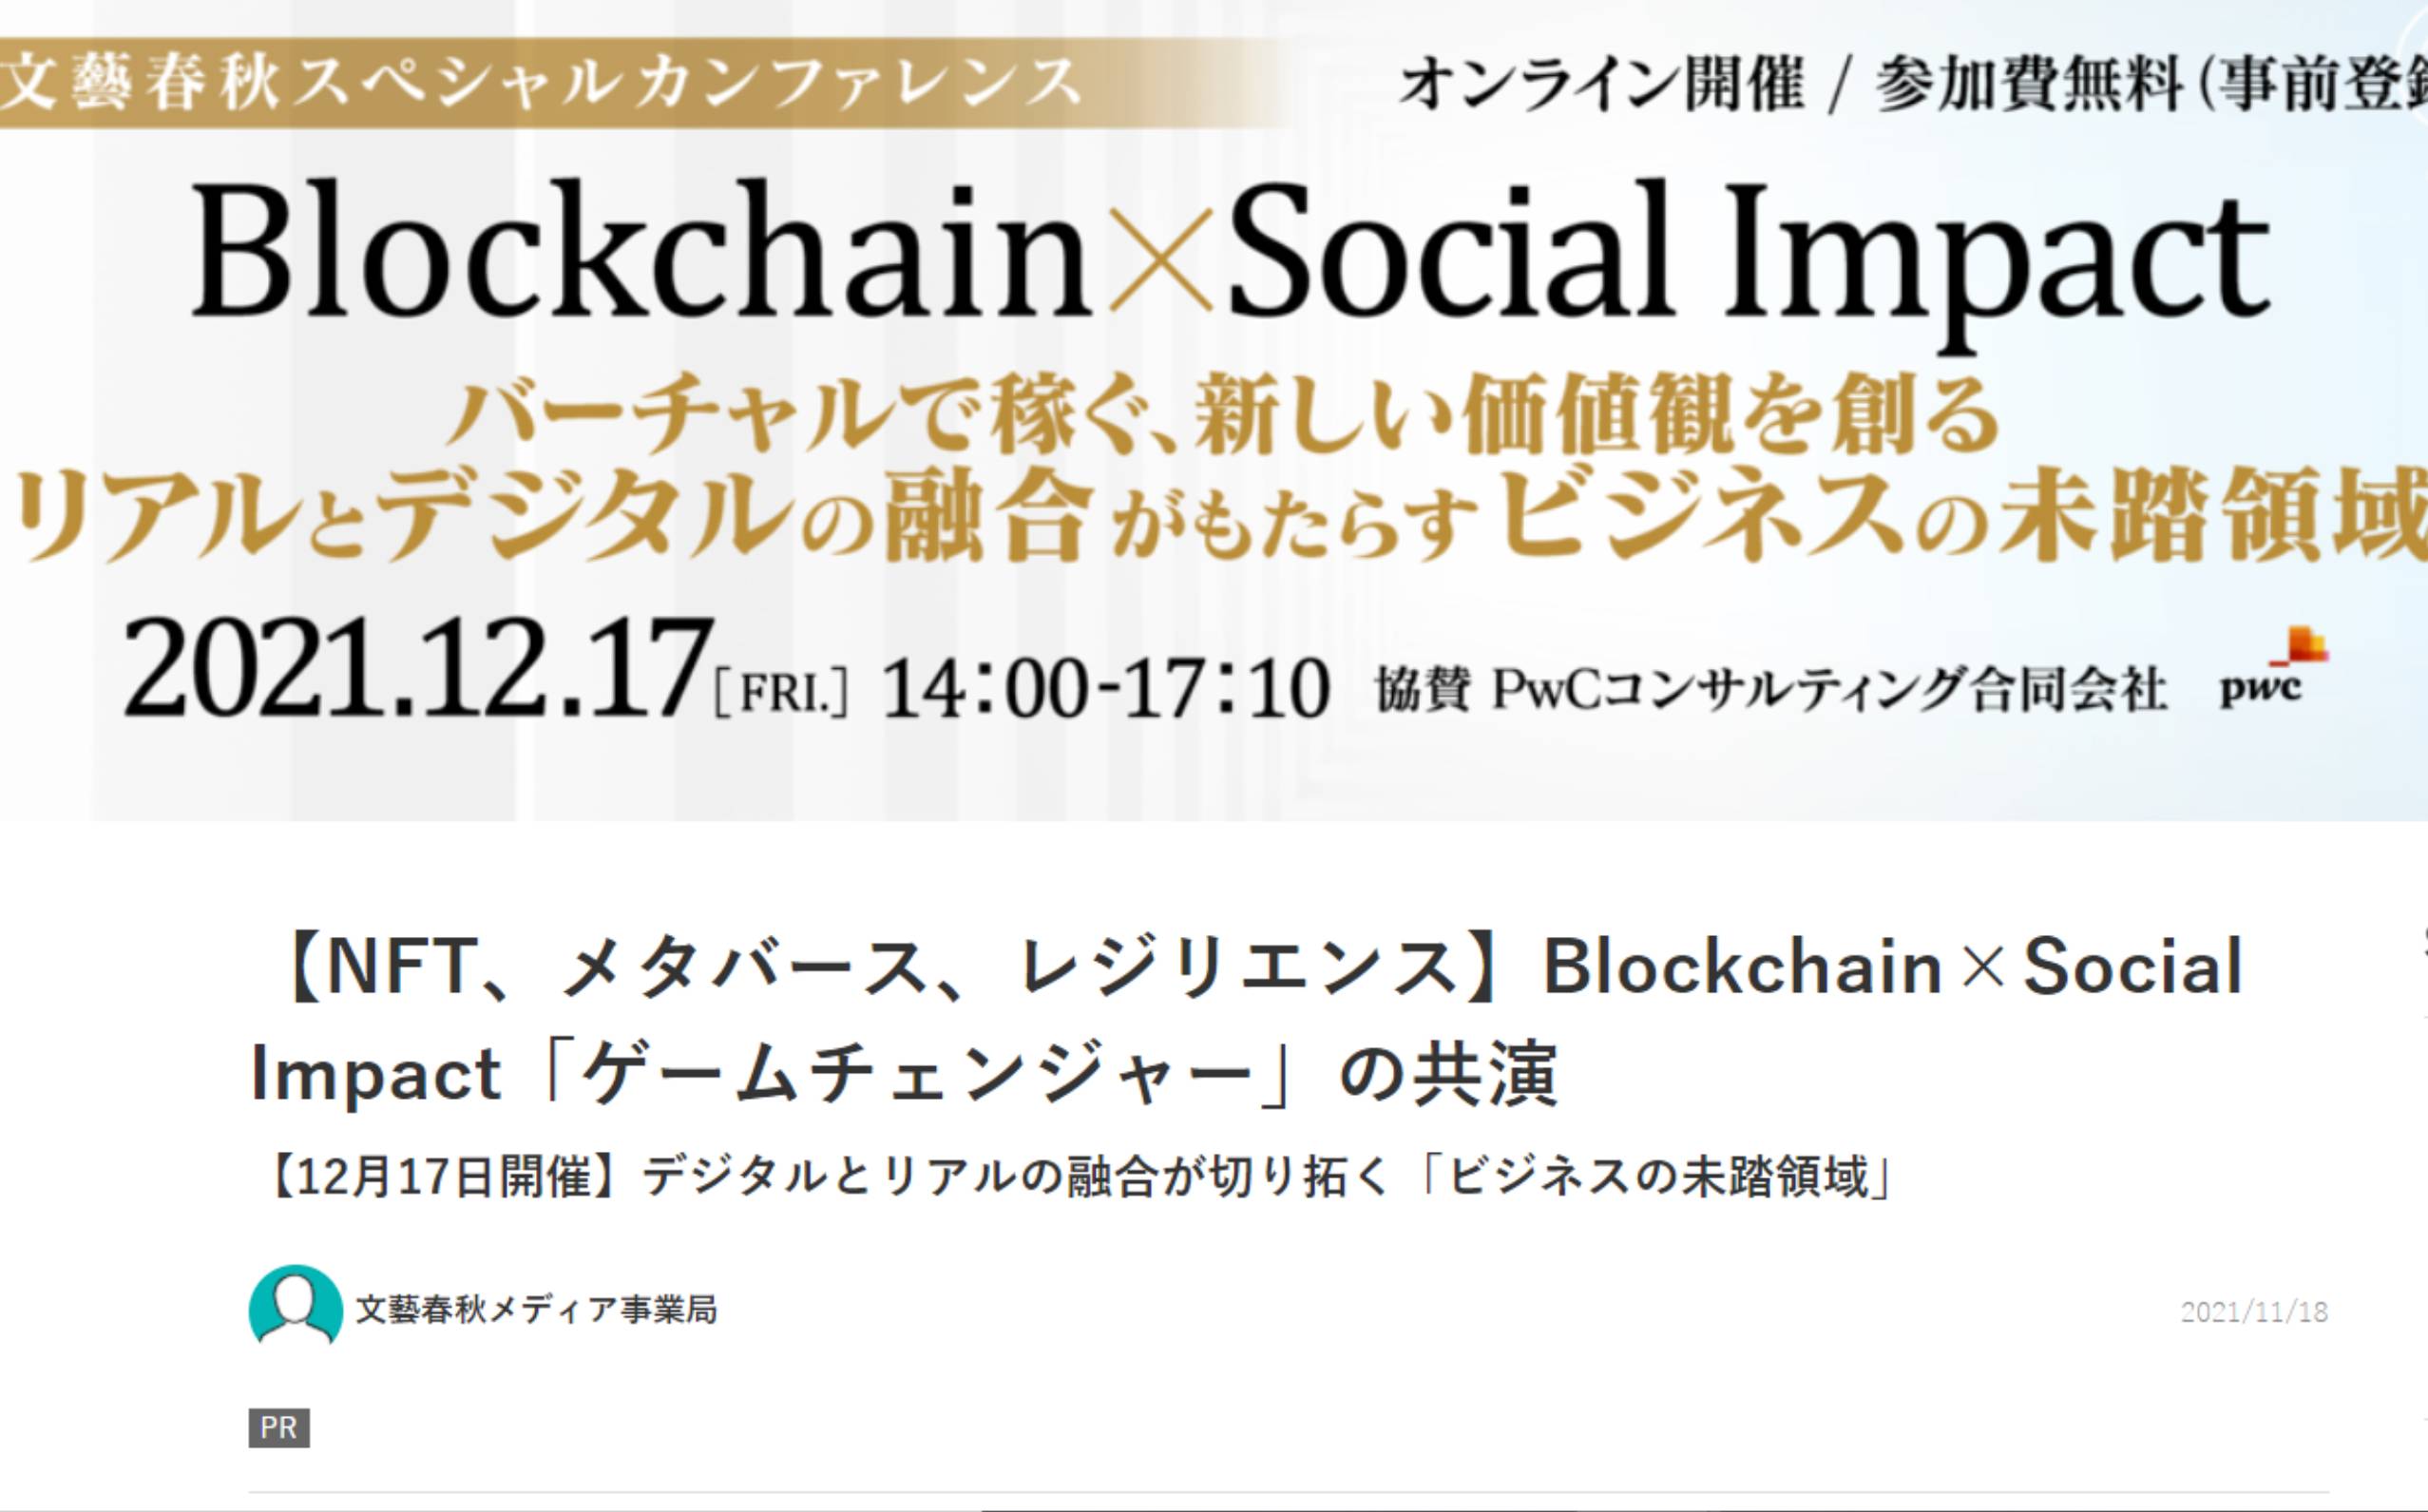 文藝春秋スペシャルカンファレンス
オンライン開催 / 参加費無料(事前登
Blockchain×Social Impact
バーチャルで稼ぐ、新しい価値観を創る
リアルとデジタルの融合がもたらすビジネスの未踏領域
2021.12.17[FRI.] 14:00-17:10 協賛 PwCコンサルティング合同会社 pwc
【NFT、メタバース、レジリエンス】Blockchain×Social
Impact「ゲームチェンジャー」の共演
【12月17日開催】デジタルとリアルの融合が切り拓く「ビジネスの未踏領域」
文藝春秋メディア事業局
2021/11/18
PR